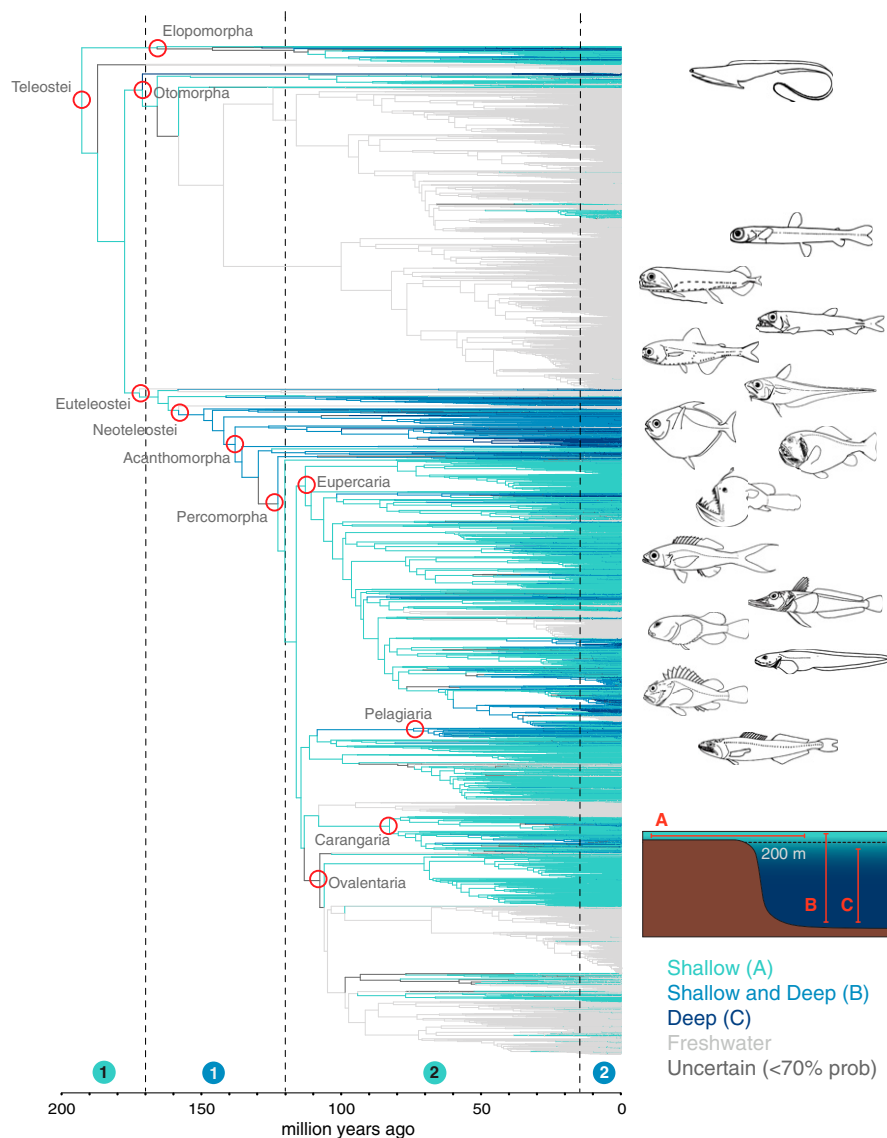 Elopomorpha
Teleostei
Otomorpha
Euteleostei
Neoteleostei
Acanthomorpha
Eupercaria
Percomorpha
Pelagiaria
Carangaria
Ovalentaria
A
200 m
B
C
Shallow (A)
Shallow and Deep (B)
Deep (C)
Freshwater
Uncertain (<70% prob)
1
1
2
2
200
150
100
50
0
million years ago